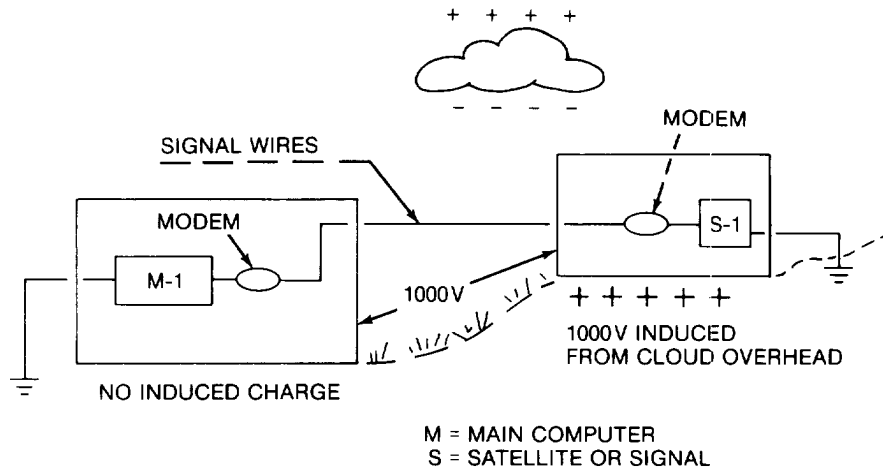 + + + +
- - - -
MODEM
SIGNAL WIRES
MODEM
S-1
M-1
1000V
+ + + + +
1000V INDUCED
FROM CLOUD OVERHEAD
NO INDUCED CHARGE
M = MAIN COMPUTER
S = SATELLITE OR SIGNAL